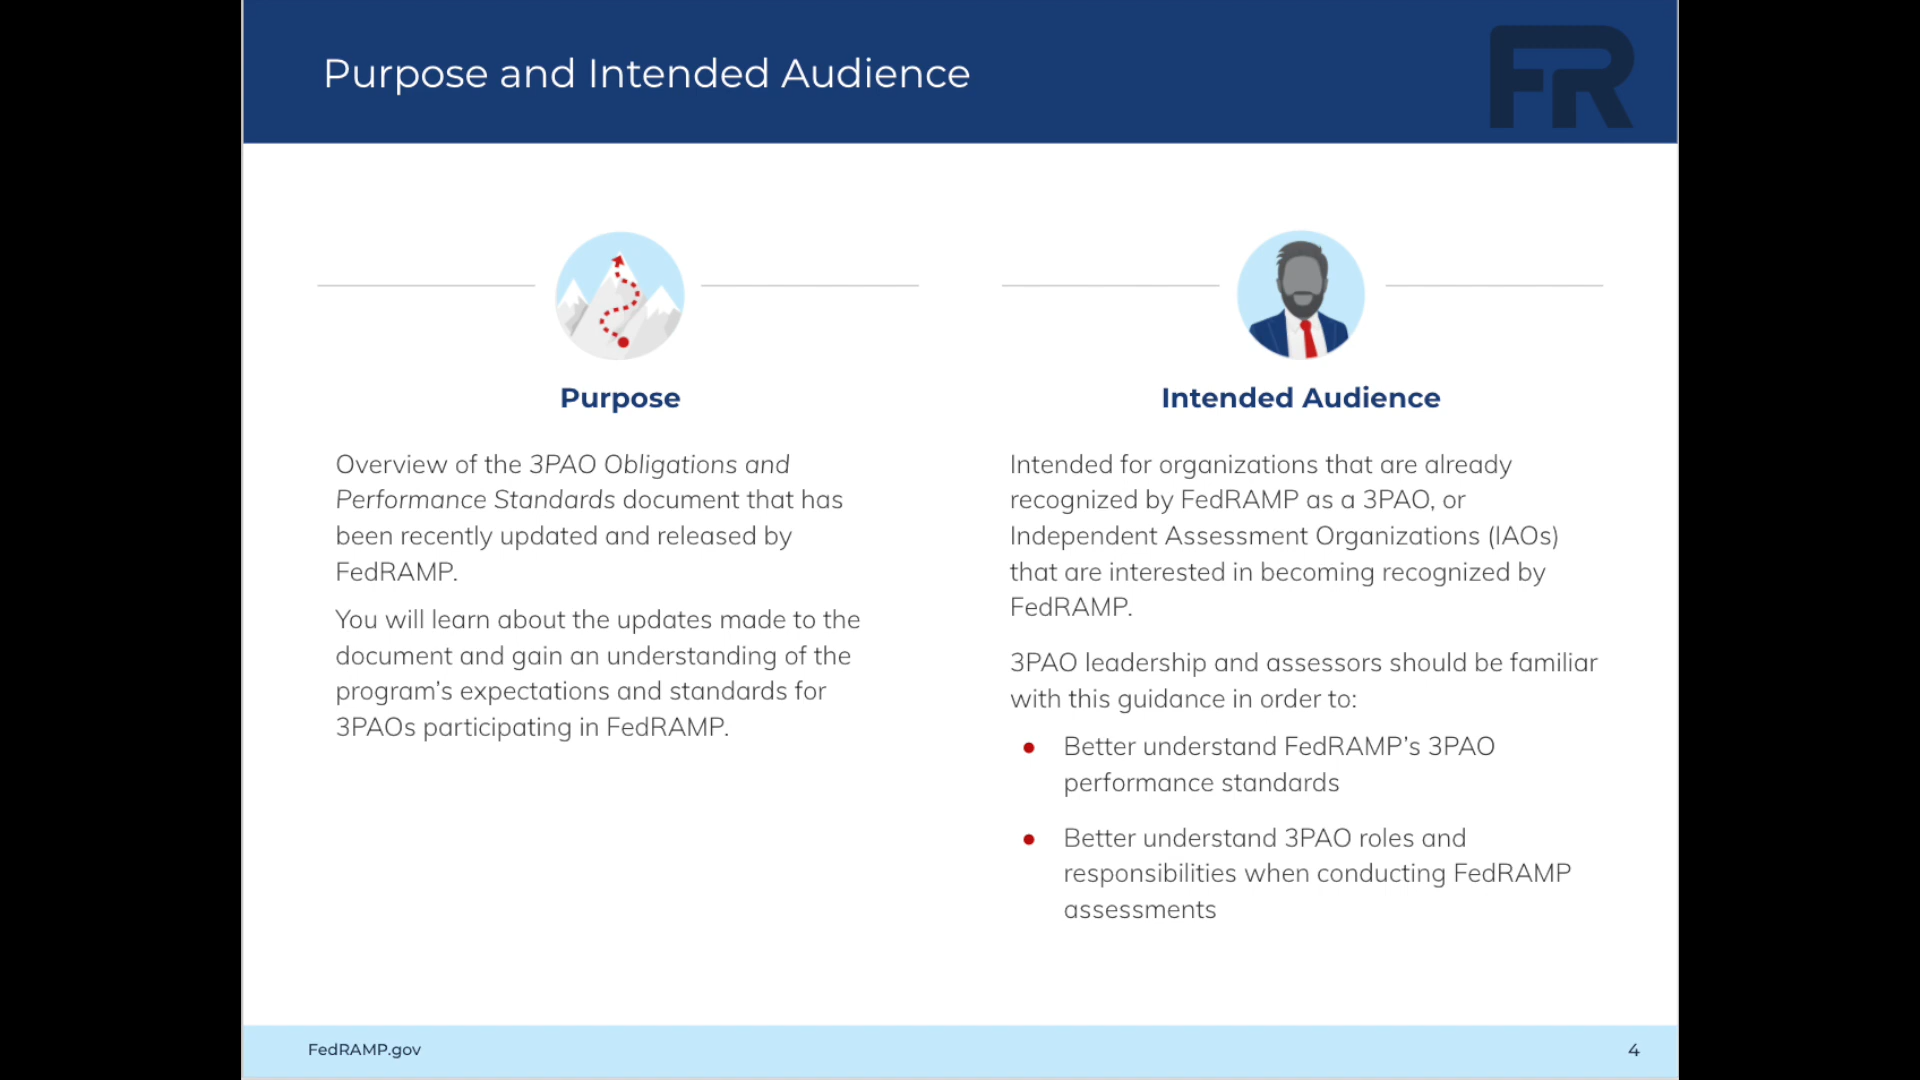 Purpose and Intended Audience
FR
Purpose
Overview of the 3PAO Obligations and
Performance Standards document that has
been recently updated and released by
FedRAMP.
You will learn about the updates made to the
document and gain an understanding of the
program’s expectations and standards for
3PAOs participating in FedRAMP.
Intended Audience
Intended for organizations that are already
recognized by FedRAMP as a 3PAO, or
Independent Assessment Organizations (IAOs)
that are interested in becoming recognized by
FedRAMP.
3PAO leadership and assessors should be familiar
with this guidance in order to:
● Better understand FedRAMP’s 3PAO
performance standards
● Better understand 3PAO roles and
responsibilities when conducting FedRAMP
assessments
FedRAMP.gov
4